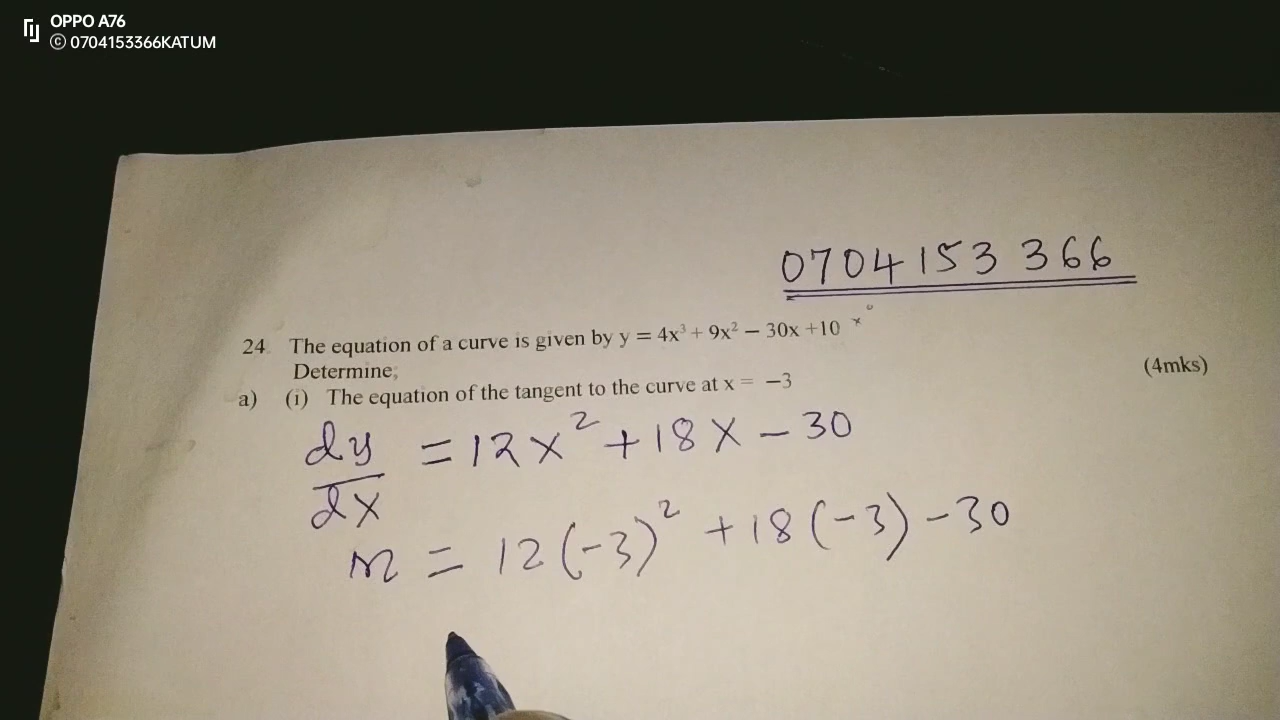 OPPO A76
© 0704153366KATUM
0704153 366
24. The equation of a curve is given by y = 4x³ + 9x² − 30x +10
Determine;
a) (i) The equation of the tangent to the curve at x = −3 (4mks)
dy/dx = 12x² + 18x − 30
m = 12(-3)² + 18(-3) − 30